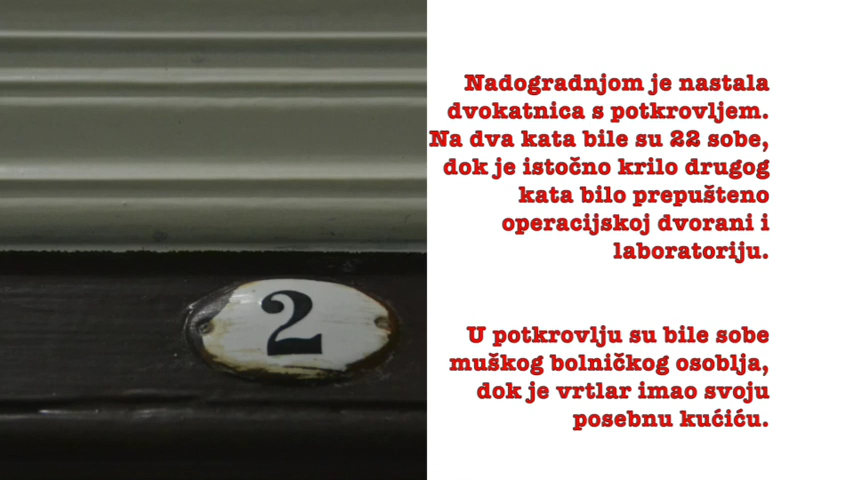 2
Nadogradnjom je nastala
dvokatnica s potkrovljem.
Na dva kata bile su 22 sobe,
dok je istočno krilo drugog
kata bilo prepušteno
operacijskoj dvorani i
laboratoriju.
U potkrovlju su bile sobe
muškog bolničkog osoblja,
dok je vrtlar imao svoju
posebnu kućiću.